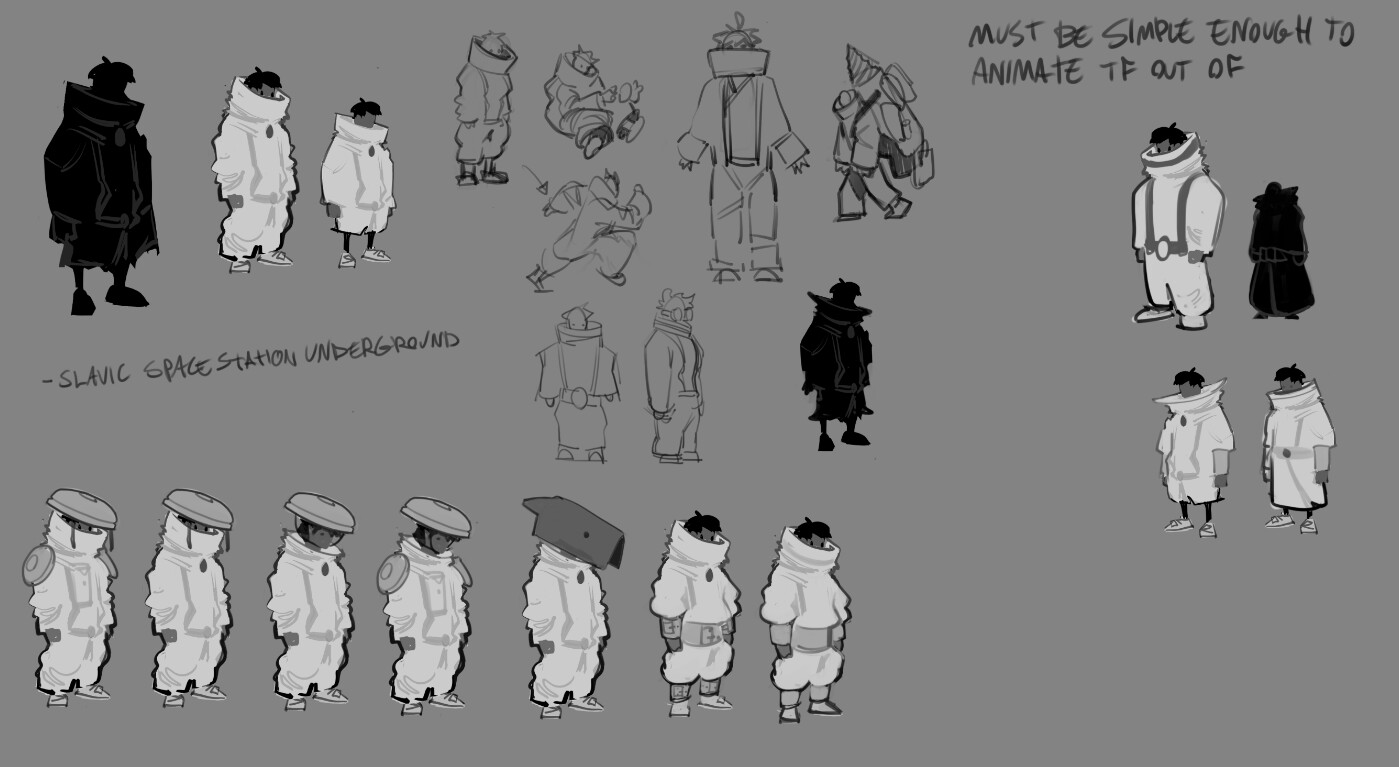 MUST BE SIMPLE ENOUGH TO
ANIMATE TF OUT OF
-SLAVIC SPACE STATION UNDERGROUND